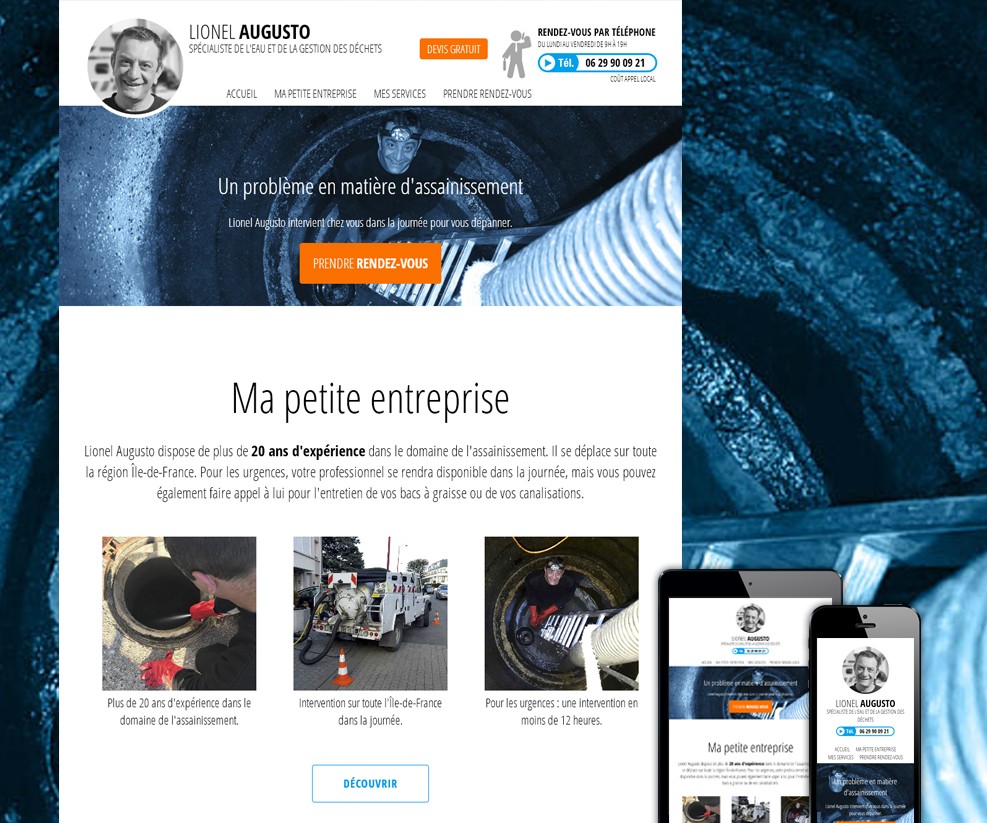 LIONEL AUGUSTO
SPÉCIALISTE DE L'EAU ET DE LA GESTION DES DÉCHETS
DEVIS GRATUIT
RENDEZ-VOUS PAR TÉLÉPHONE
DU LUNDI AU VENDREDI DE 9H À 19H
Tél. 06 29 90 09 21
COÛT APPEL LOCAL
ACCUEIL MA PETITE ENTREPRISE MES SERVICES PRENDRE RENDEZ-VOUS
Un problème en matière d'assainissement
Lionel Augusto intervient chez vous dans la journée pour vous dépanner.
PRENDRE RENDEZ-VOUS
Ma petite entreprise
Lionel Augusto dispose de plus de 20 ans d'expérience dans le domaine de l'assainissement. Il se déplace sur toute
la région Île-de-France. Pour les urgences, votre professionnel se rendra disponible dans la journée, mais vous pouvez
également faire appel à lui pour l'entretien de vos bacs à graisse ou de vos canalisations.
Plus de 20 ans d'expérience dans le
domaine de l'assainissement.
Intervention sur toute l'Île-de-France
dans la journée.
Pour les urgences : une intervention en
moins de 12 heures.
DÉCOUVRIR
LIONEL AUGUSTO
06 29 90 09 21
Un problème en matière d'assainissement
PRENDRE RENDEZ-VOUS
Ma petite entreprise
LIONEL AUGUSTO
SPÉCIALISTE DE L'EAU ET DE LA GESTION DES
DÉCHETS
Tél. 06 29 90 09 21
ACCUEIL MA PETITE ENTREPRISE
MES SERVICES PRENDRE RENDEZ-VOUS
Un problème en matière
d'assainissement
Lionel Augusto intervient chez vous dans la journée
pour vous dépanner.